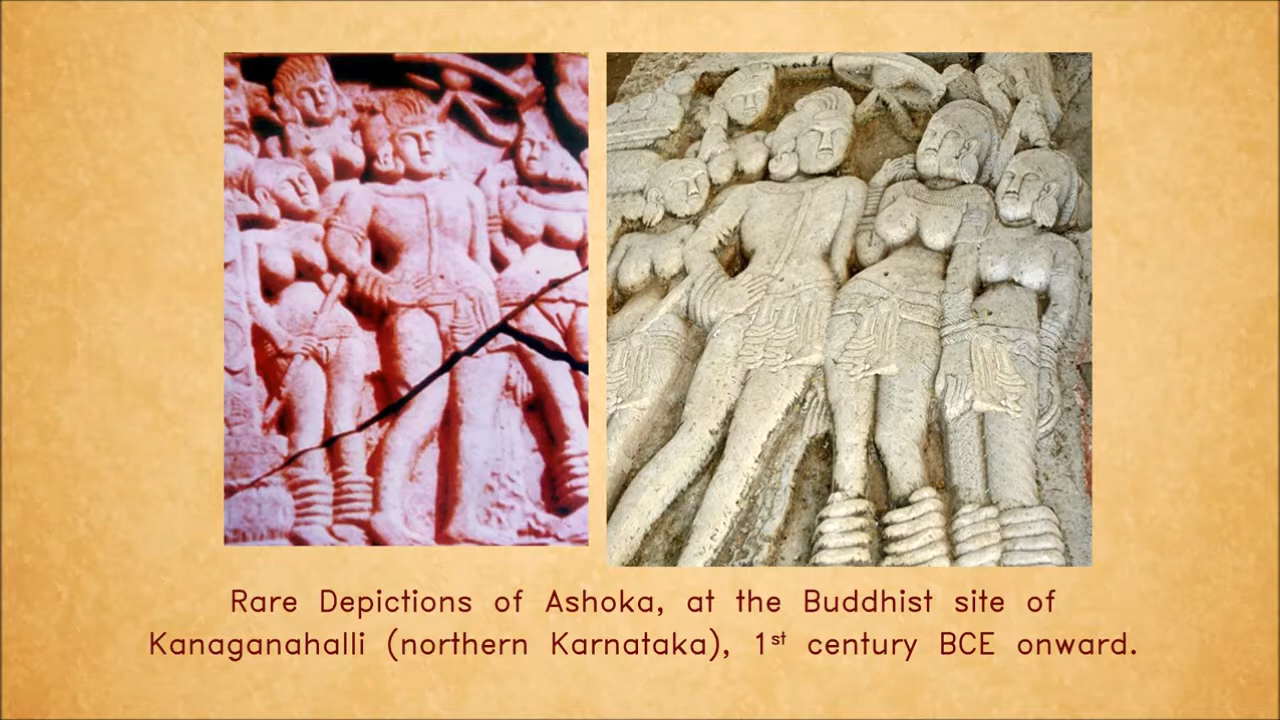 Rare Depictions of Ashoka, at the Buddhist site of
Kanaganahalli (northern Karnataka), 1st century BCE onward.